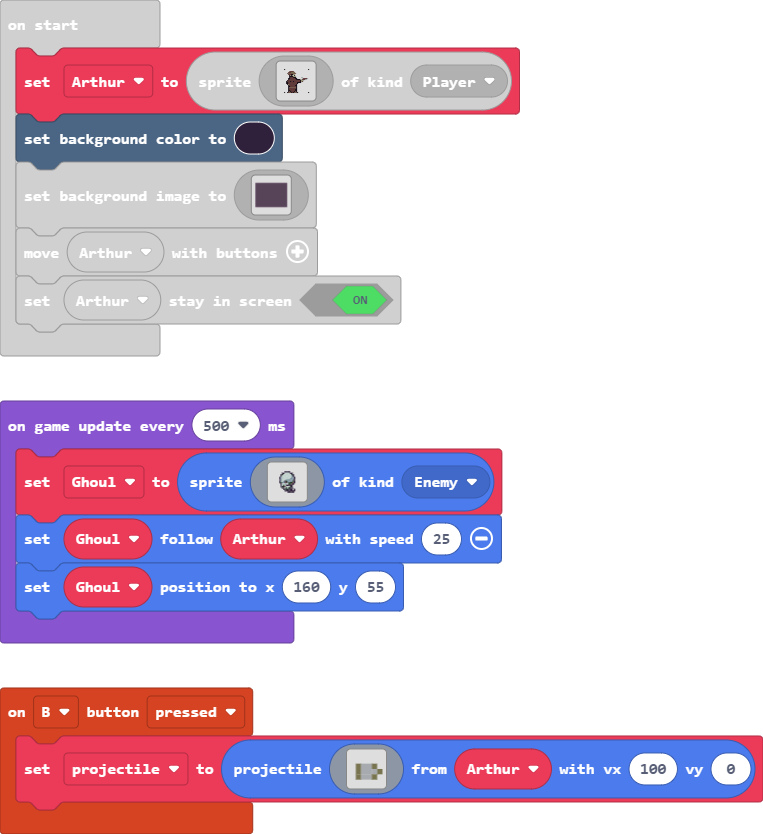 on start
set Arthur to sprite of kind Player
set background color to
set background image to
move Arthur with buttons
set Arthur stay in screen ON
on game update every 500 ms
set Ghoul to sprite of kind Enemy
set Ghoul follow Arthur with speed 25
set Ghoul position to x 160 y 55
on B button pressed
set projectile to projectile from Arthur with vx 100 vy 0